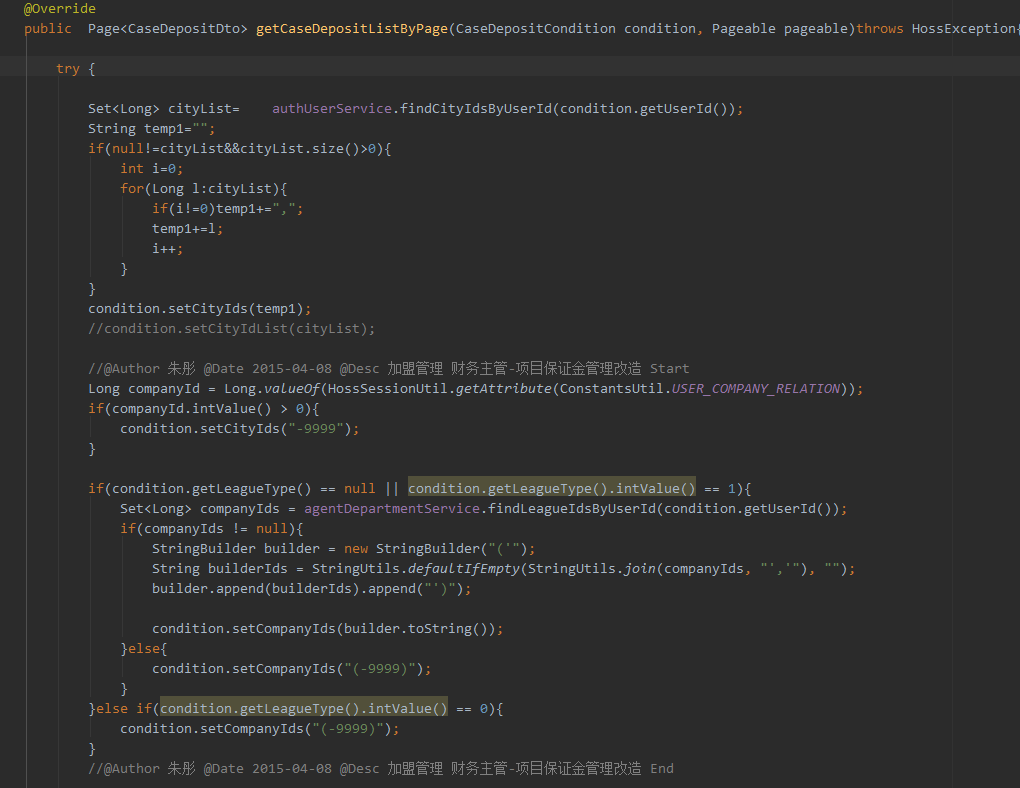 @Override
public  Page<CaseDepositDto> getCaseDepositListByPage(CaseDepositCondition condition, Pageable pageable)throws HossException{
try {
Set<Long> cityList=    authUserService.findCityIdsByUserId(condition.getUserId());
String temp1="";
if(null!=cityList&&cityList.size()>0){
int i=0;
for(Long l:cityList){
if(i!=0)temp1+=",";
temp1+=l;
i++;
}
}
condition.setCityIds(temp1);
//condition.setCityIdList(cityList);
//@Author 朱彤 @Date 2015-04-08 @Desc 加盟管理 财务主管-项目保证金管理改造 Start
Long companyId = Long.valueOf(HossSessionUtil.getAttribute(ConstantsUtil.USER_COMPANY_RELATION));
if(companyId.intValue() > 0){
condition.setCityIds("-9999");
}
if(condition.getLeagueType() == null || condition.getLeagueType().intValue() == 1){
Set<Long> companyIds = agentDepartmentService.findLeagueIdsByUserId(condition.getUserId());
if(companyIds != null){
StringBuilder builder = new StringBuilder("('");
String builderIds = StringUtils.defaultIfEmpty(StringUtils.join(companyIds, "','"), "");
builder.append(builderIds).append("')");
condition.setCompanyIds(builder.toString());
}else{
condition.setCompanyIds("(-9999)");
}
}else if(condition.getLeagueType().intValue() == 0){
condition.setCompanyIds("(-9999)");
}
//@Author 朱彤 @Date 2015-04-08 @Desc 加盟管理 财务主管-项目保证金管理改造 End